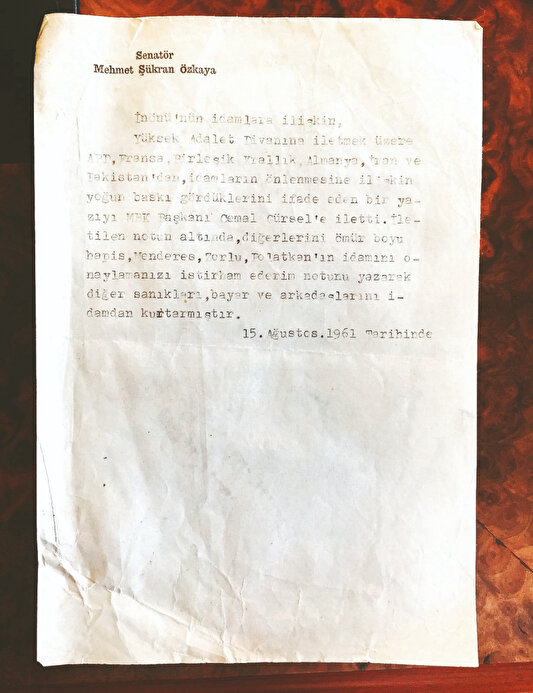 Senatör
Mehmet Şükran Özkaya
İnönü'nün idamlara ilişkin,
Yüksek Adalet Divanına iletmek üzere
ABD,Fransa,Birleşik Krallık,Almanya,İran ve
Pakistan'dan,idamların önlenmesine ilişkin
yoğun baskı gördüklerini ifade eden bir ya-
zıyı MBK Başkanı Cemal Gürsel'e iletti.İle-
tilen notun altında,diğerlerini ömür boyu
hapis,Menderes,Zorlu,Polatkan'ın idamını o-
naylamanızı istirham ederim notunu yazarak
diğer sanıkları,bayar ve arkadaşlarını i-
damdan kurtarmıştır.
15.Ağustos.1961 Tarihinde